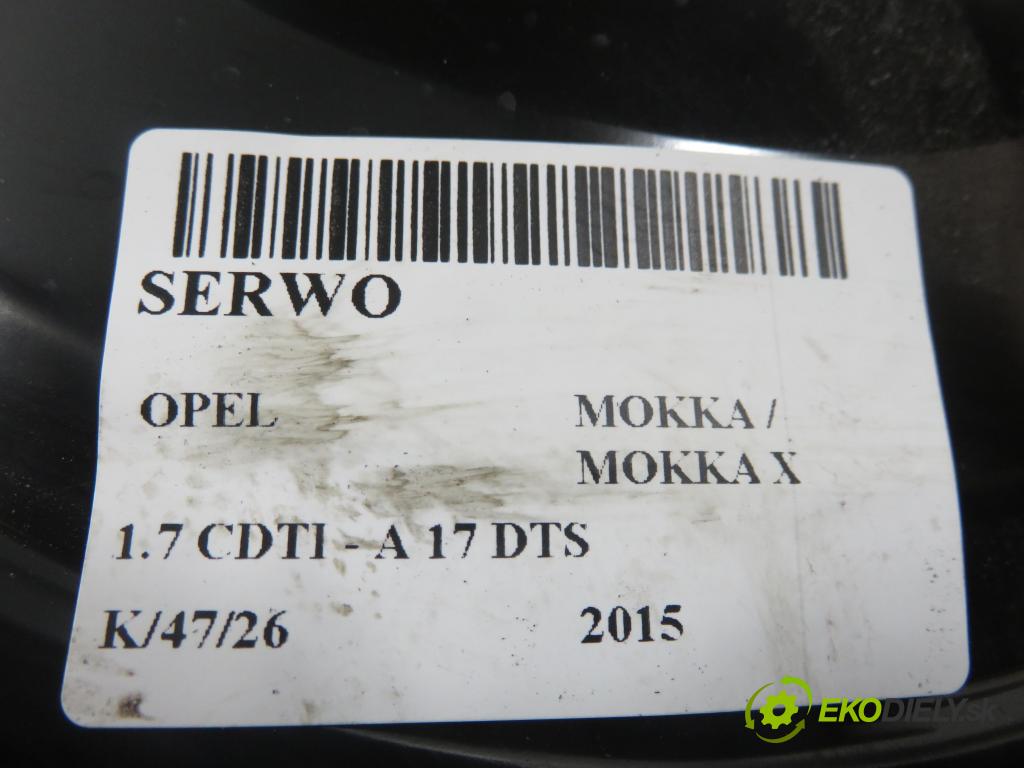 SERWO
OPEL MOKKA /
MOKKA X
1.7 CDTI - A 17 DTS
K/47/26 2015
EKODIELY.sk